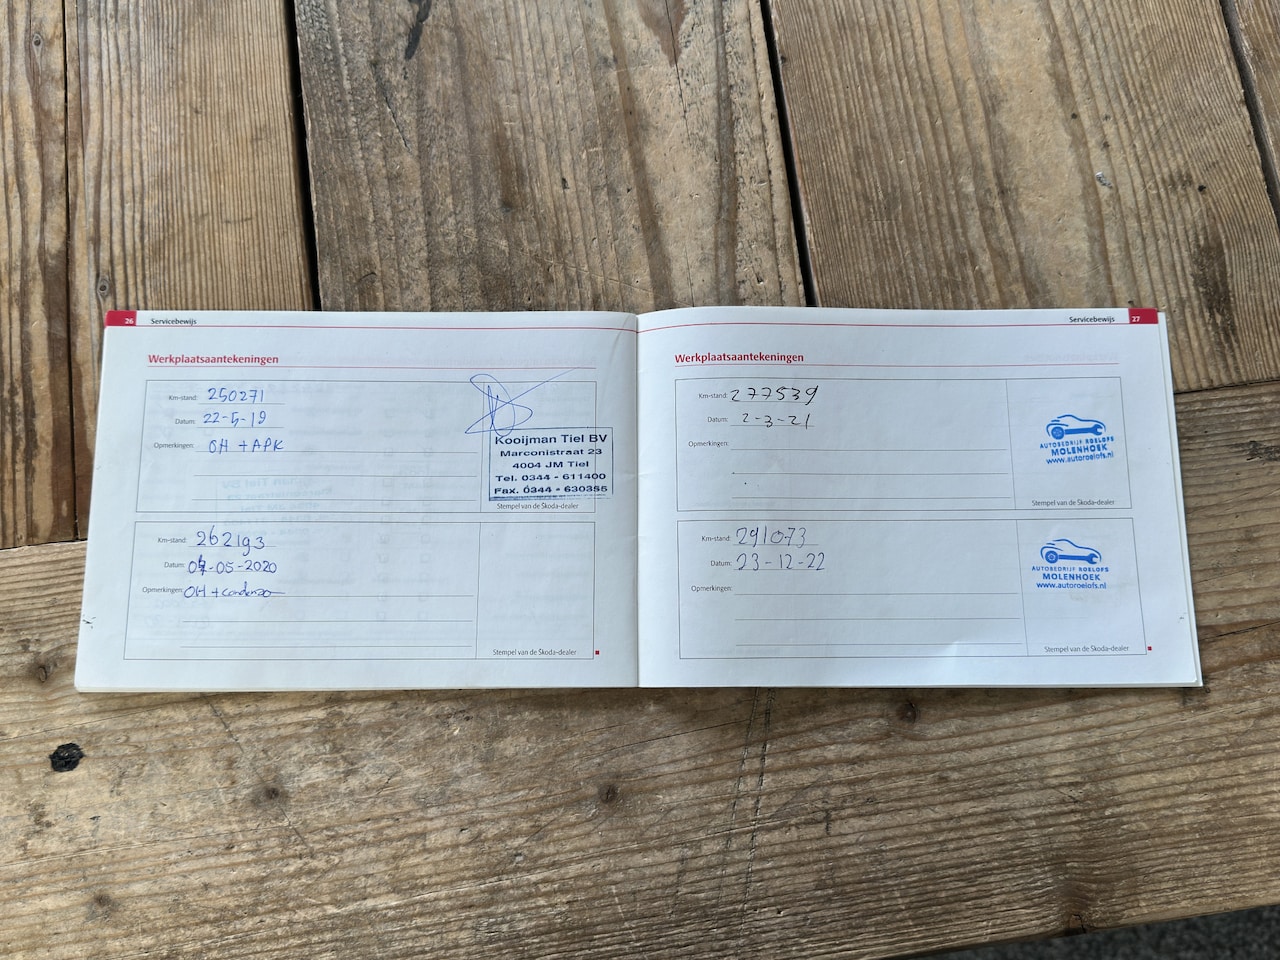 26 Servicebewijs
Werkplaatsaantekeningen
Km-stand: 250271
Datum: 22-5-19
Opmerkingen: OH + APK
Kooijman Tiel BV
Marconistraat 23
4004 JM Tiel
Tel. 0344 - 611400
Fax. 0344 - 630385
Stempel van de Škoda-dealer
Km-stand: 262193
Datum: 04-05-2020
Opmerkingen: OH + condensor
Stempel van de Škoda-dealer
Servicebewijs 27
Werkplaatsaantekeningen
Km-stand: 277539
Datum: 2-3-21
Opmerkingen:
AUTOBEDRIJF ROELOFS
MOLENHOEK
www.autoroelofs.nl
Stempel van de Škoda-dealer
Km-stand: 291073
Datum: 23-12-22
Opmerkingen:
AUTOBEDRIJF ROELOFS
MOLENHOEK
www.autoroelofs.nl
Stempel van de Škoda-dealer